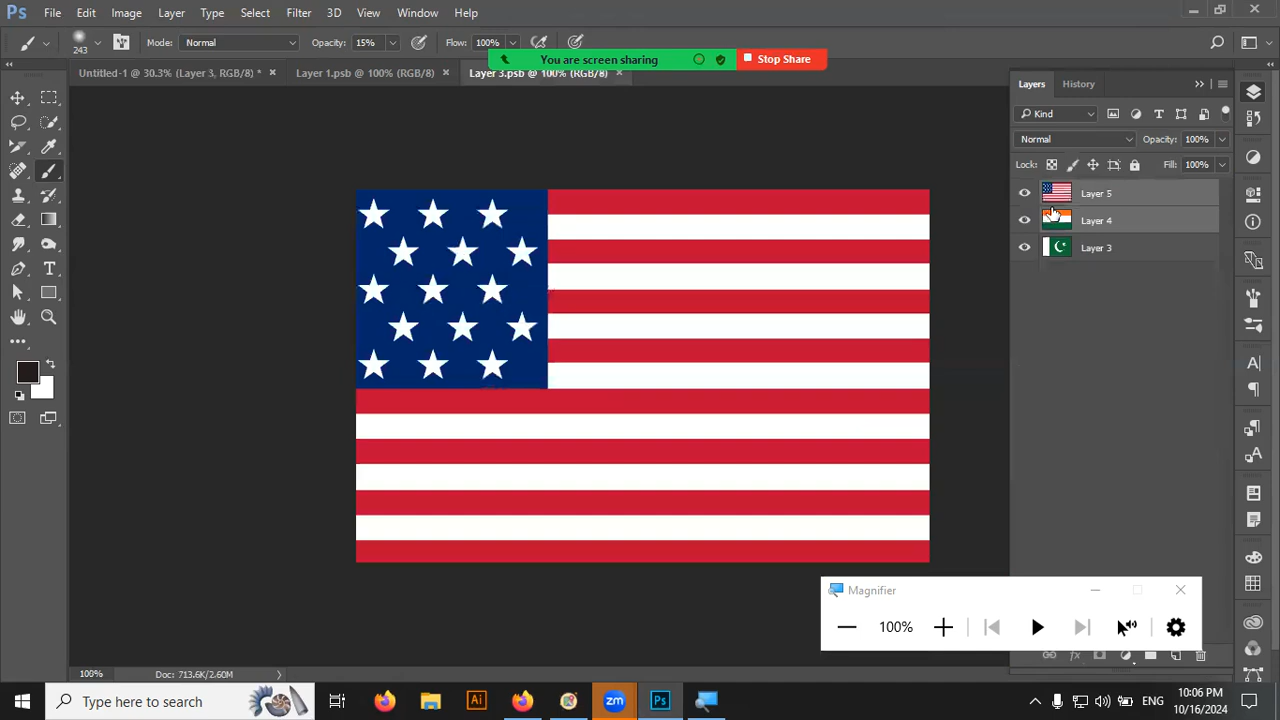 Ps File Edit Image Layer Type Select Filter 3D View Window Help
243 Mode: Normal Opacity: 15% Flow: 100%
You are screen sharing Stop Share
Untitled-1 @ 30.3% (Layer 3, RGB/8) * × Layer 1.psb @ 100% (RGB/8) × Layer 3.psb @ 100% (RGB/8) ×
Layers History
Kind
Normal Opacity: 100%
Lock: Fill: 100%
Layer 5
Layer 4
Layer 3
Magnifier
100%
100% Doc: 713.6K/2.60M
Type here to search
Ai zm Ps
ENG
10:06 PM
10/16/2024